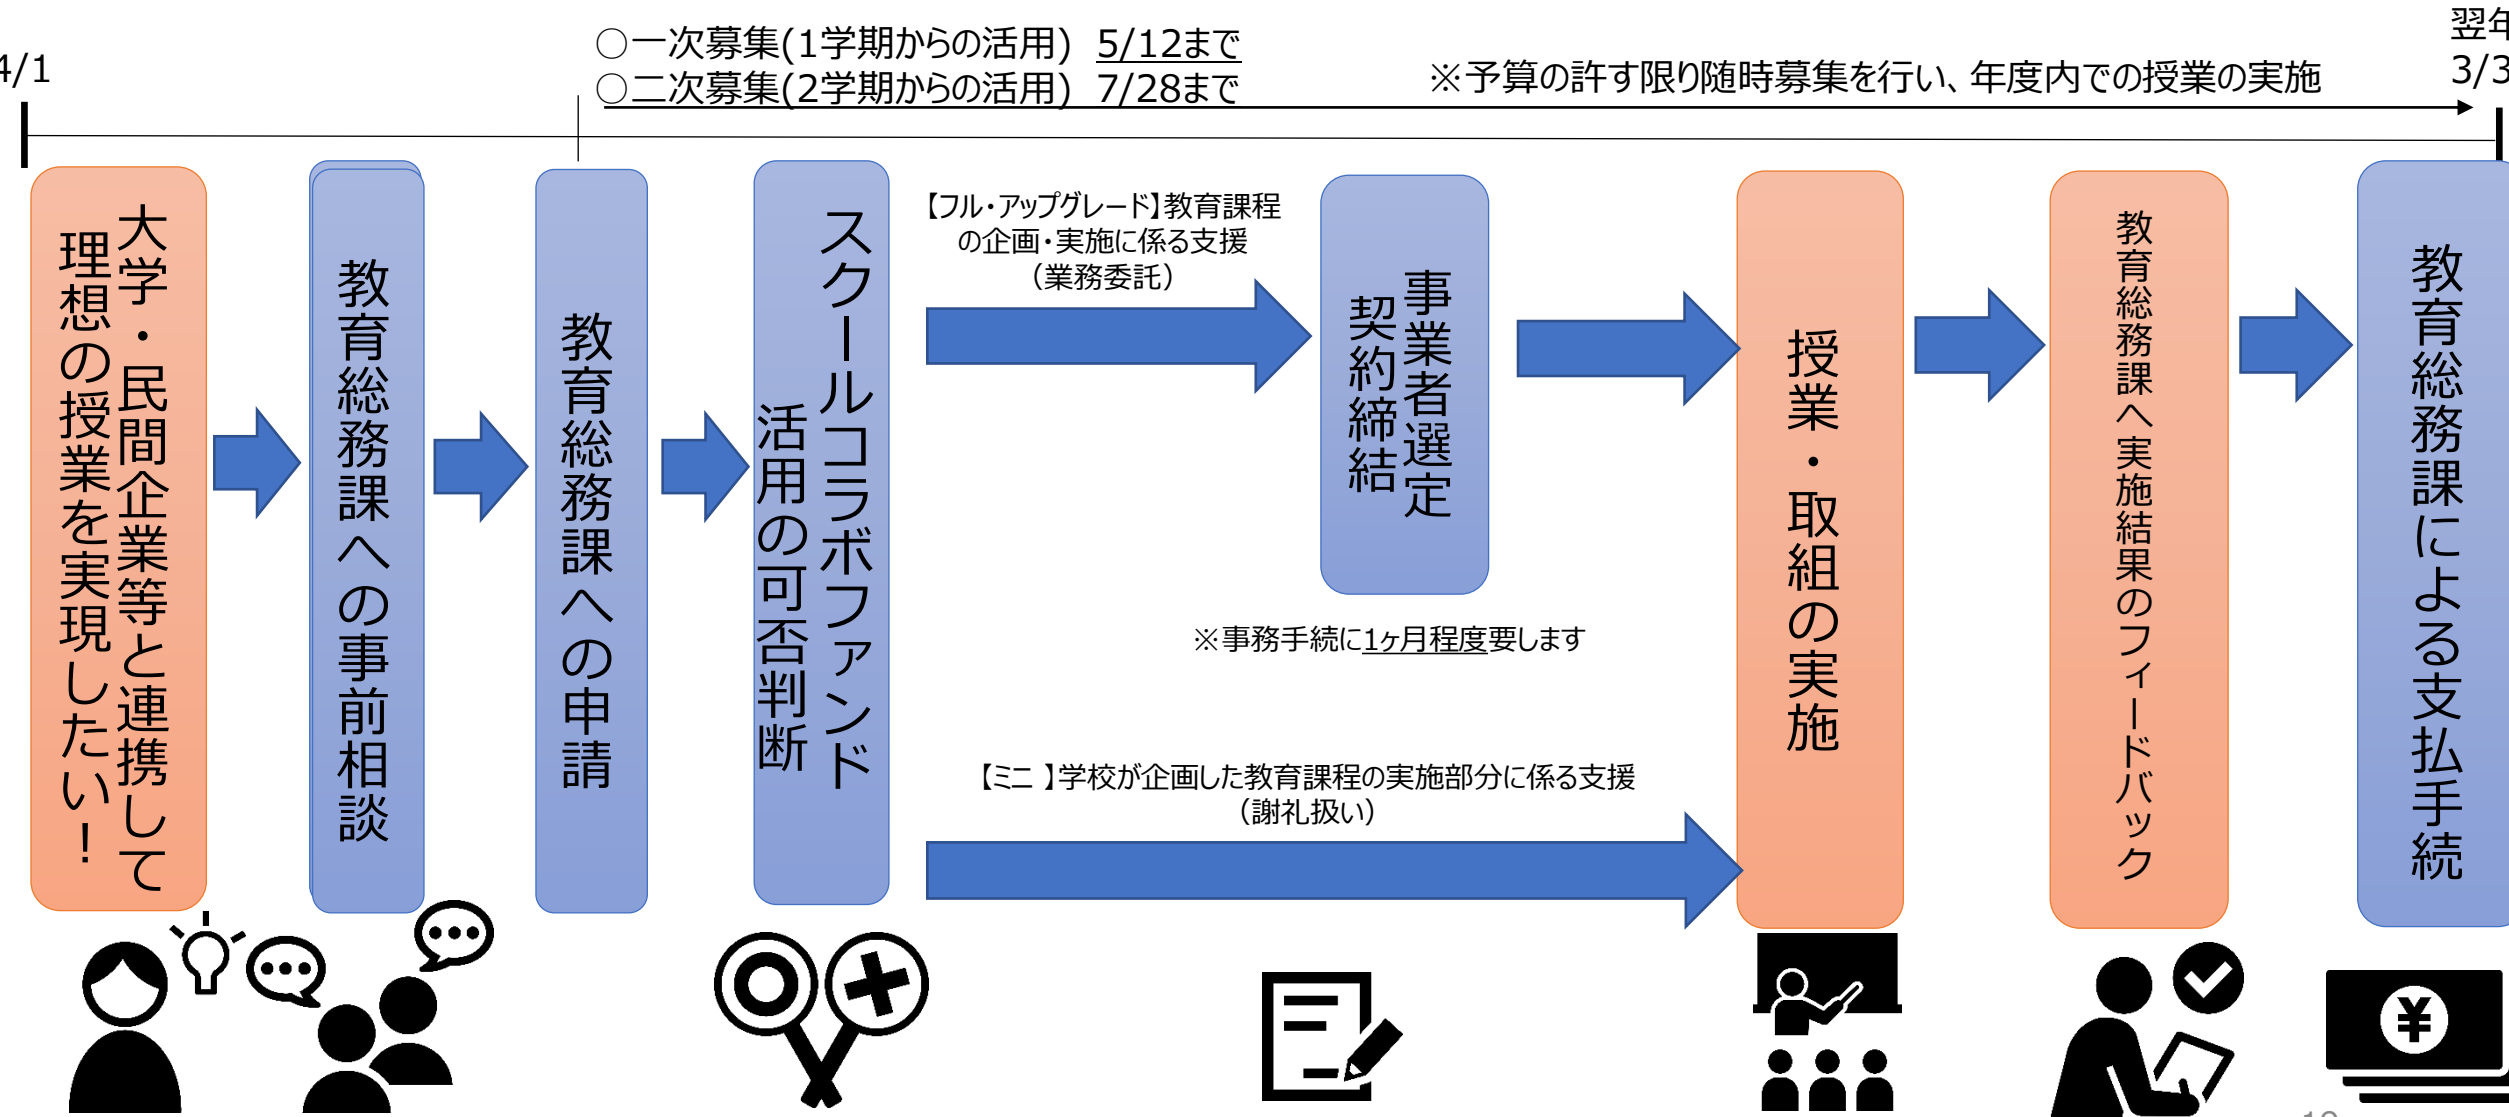 4/1
○一次募集(1学期からの活用) 5/12まで
○二次募集(2学期からの活用) 7/28まで
※予算の許す限り随時募集を行い、年度内での授業の実施
翌年
3/3
大学・民間企業等と連携して
理想の授業を実現したい！
教育総務課への事前相談
教育総務課への申請
スクールコラボファンド
活用の可否判断
【フル・アップグレード】教育課程
の企画・実施に係る支援
（業務委託）
事業者選定
契約締結
※事務手続に1ヶ月程度要します
【ミニ 】学校が企画した教育課程の実施部分に係る支援
（謝礼扱い）
授業・取組の実施
教育総務課へ実施結果のフィードバック
教育総務課による支払手続
¥